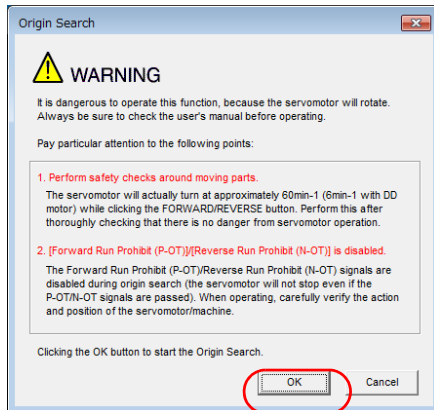 Origin Search
WARNING
It is dangerous to operate this function, because the servomotor will rotate.
Always be sure to check the user's manual before operating.
Pay particular attention to the following points:
1. Perform safety checks around moving parts.
The servomotor will actually turn at approximately 60min-1 (6min-1 with DD
motor) while clicking the FORWARD/REVERSE button. Perform this after
thoroughly checking that there is no danger from servomotor operation.
2. [Forward Run Prohibit (P-OT)]/[Reverse Run Prohibit (N-OT)] is disabled.
The Forward Run Prohibit (P-OT)/Reverse Run Prohibit (N-OT) signals are
disabled during origin search (the servomotor will not stop even if the
P-OT/N-OT signals are passed). When operating, carefully verify the action
and position of the servomotor/machine.
Clicking the OK button to start the Origin Search.
OK
Cancel